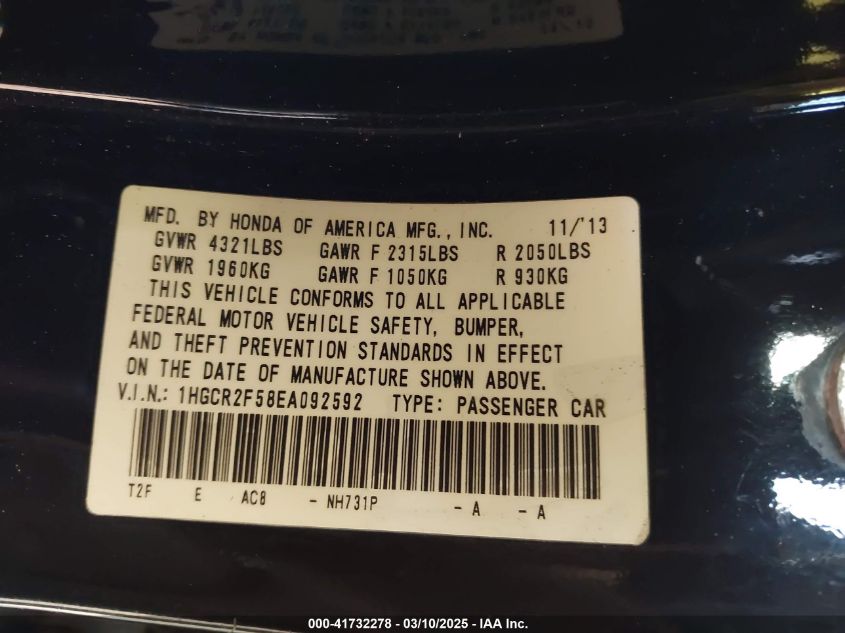 MFD. BY HONDA OF AMERICA MFG., INC. 11/'13
GVWR 4321LBS GAWR F 2315LBS R 2050LBS
GVWR 1960KG GAWR F 1050KG R 930KG
THIS VEHICLE CONFORMS TO ALL APPLICABLE
FEDERAL MOTOR VEHICLE SAFETY, BUMPER,
AND THEFT PREVENTION STANDARDS IN EFFECT
ON THE DATE OF MANUFACTURE SHOWN ABOVE.
V.I.N.: 1HGCR2F58EA092592 TYPE: PASSENGER CAR
T2F E AC8 - NH731P - A - A
000-41732278 - 03/10/2025 - IAA Inc.